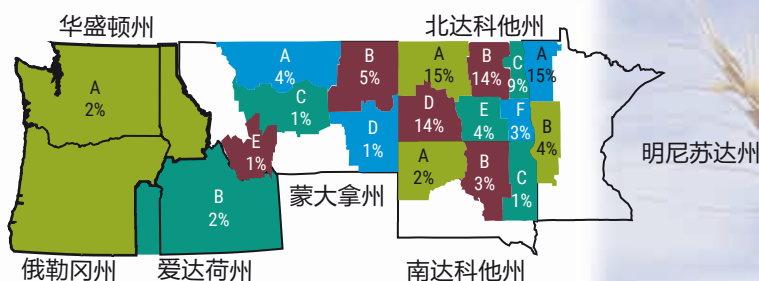 华盛顿州
北达科他州
A
2%
A
4%
B
5%
C
1%
D
1%
E
1%
A
15%
B
14%
C
9%
D
14%
E
4%
F
3%
A
15%
B
4%
A
2%
B
3%
C
1%
B
2%
明尼苏达州
蒙大拿州
俄勒冈州
爱达荷州
南达科他州